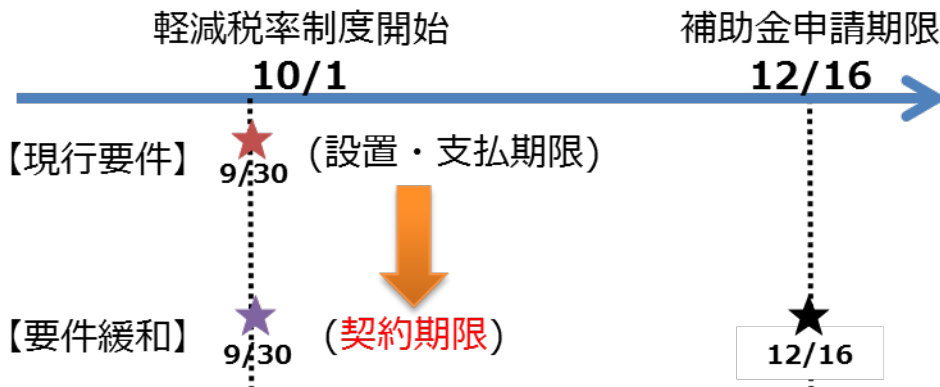 軽減税率制度開始
10/1
補助金申請期限
12/16
【現行要件】
9/30
(設置・支払期限)
【要件緩和】
9/30
(契約期限)
12/16